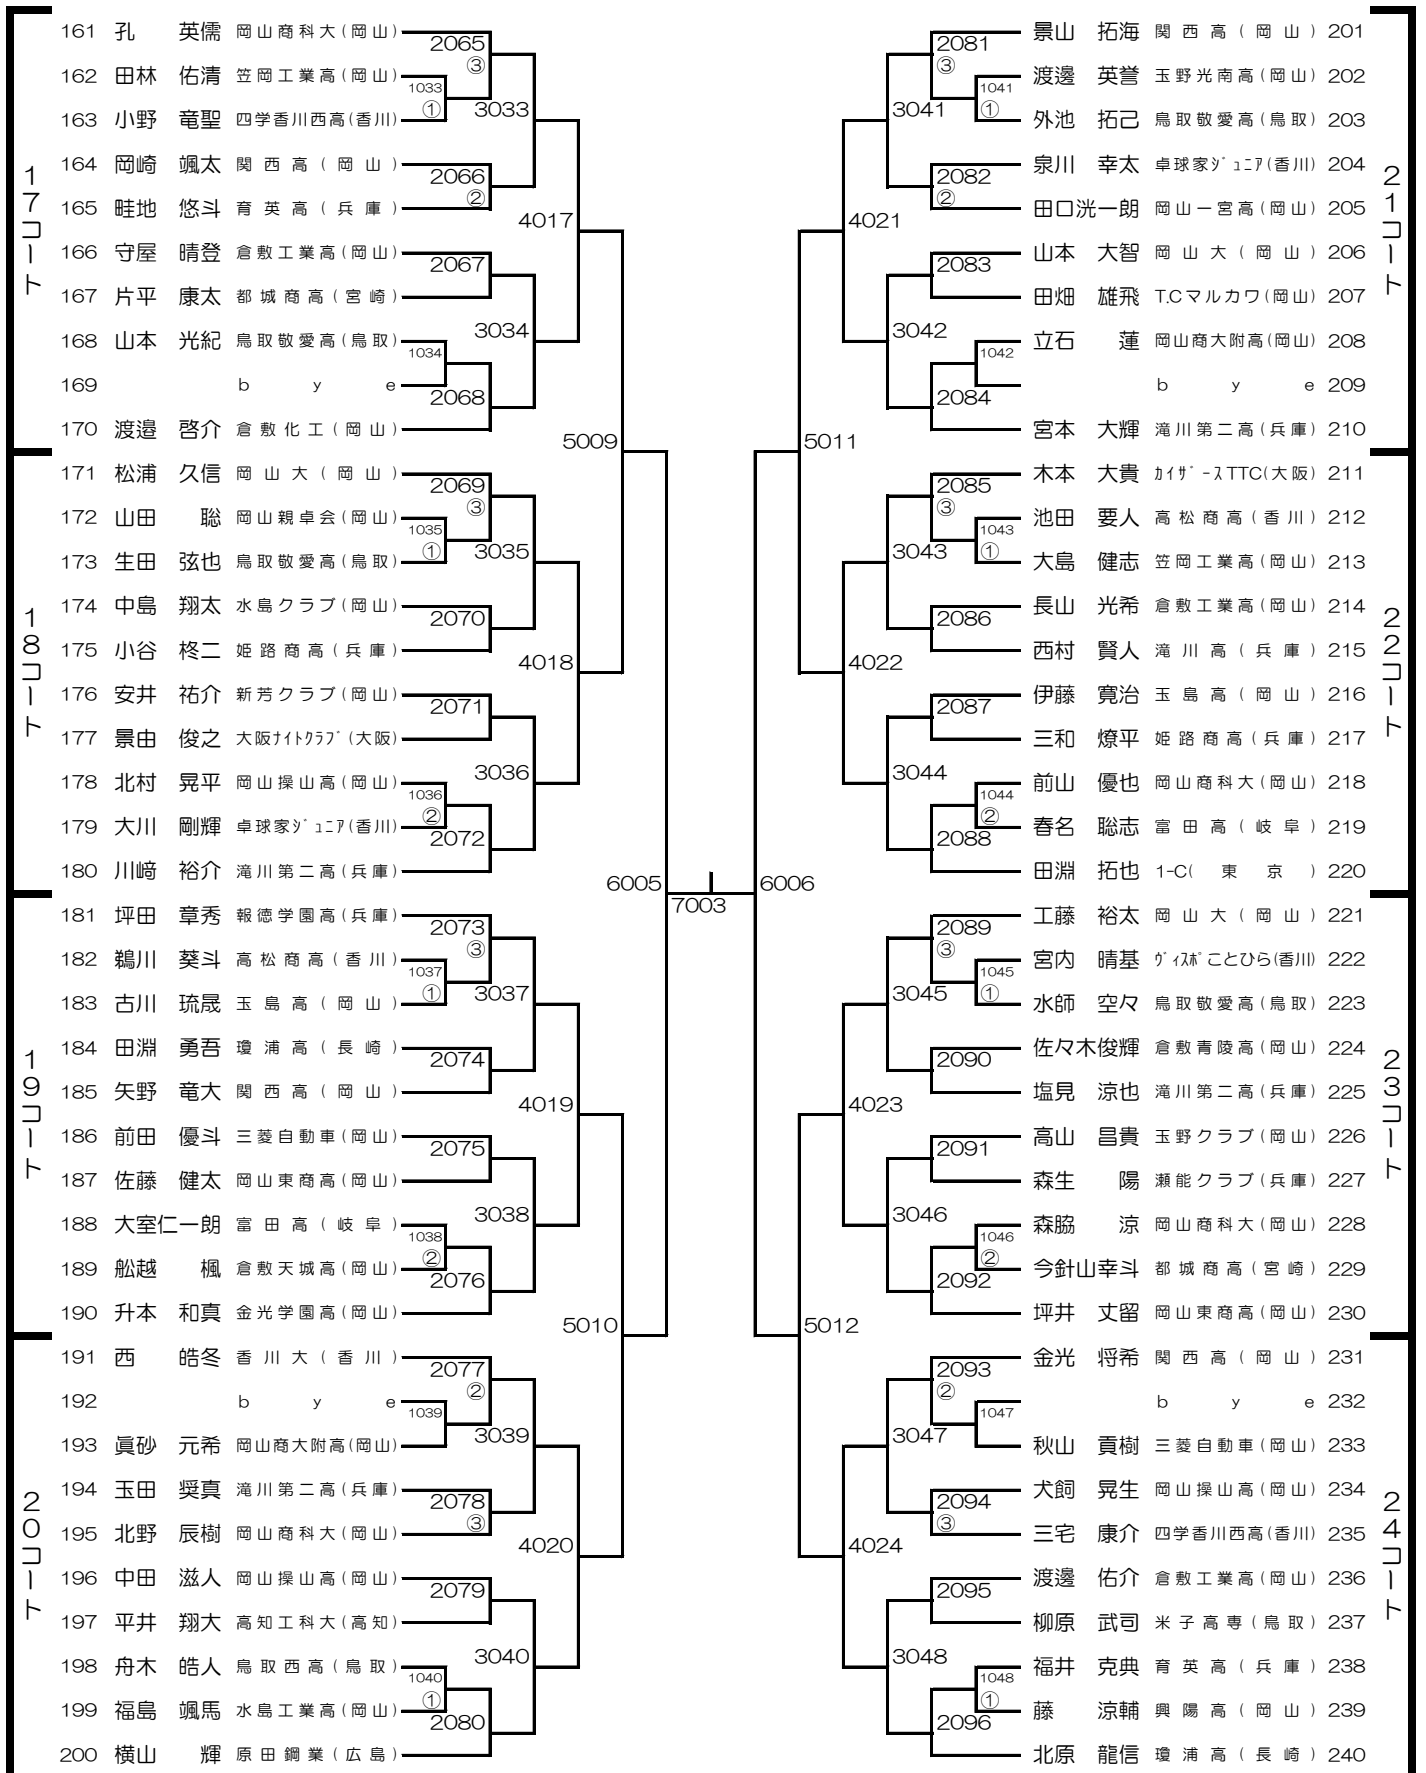 17コート
161 孔 英儒 岡山商科大(岡山)
162 田林 佑清 笠岡工業高(岡山)
163 小野 竜聖 四学香川西高(香川)
164 岡崎 颯太 関西高(岡山)
165 畦地 悠斗 育英高(兵庫)
166 守屋 晴登 倉敷工業高(岡山)
167 片平 康太 都城商高(宮崎)
168 山本 光紀 鳥取敬愛高(鳥取)
169 bye
170 渡邉 啓介 倉敷化工(岡山)
2065 ③
1033 ①
3033
2066 ②
4017
2067
3034
1034
2068
5009
18コート
171 松浦 久信 岡山大(岡山)
172 山田 聡 岡山親卓会(岡山)
173 生田 弦也 鳥取敬愛高(鳥取)
174 中島 翔太 水島クラブ(岡山)
175 小谷 柊二 姫路商高(兵庫)
176 安井 祐介 新芳クラブ(岡山)
177 景由 俊之 大阪ナイトクラブ(大阪)
178 北村 晃平 岡山操山高(岡山)
179 大川 剛輝 卓球家ジュニア(香川)
180 川﨑 裕介 滝川第二高(兵庫)
2069 ③
1035 ①
3035
2070
4018
2071
3036
1036 ②
2072
6005
7003
19コート
181 坪田 章秀 報徳学園高(兵庫)
182 鵜川 葵斗 高松商高(香川)
183 古川 琉晟 玉島高(岡山)
184 田淵 勇吾 瓊浦高(長崎)
185 矢野 竜大 関西高(岡山)
186 前田 優斗 三菱自動車(岡山)
187 佐藤 健太 岡山東商高(岡山)
188 大室仁一朗 富田高(岐阜)
189 舩越 楓 倉敷天城高(岡山)
190 升本 和真 金光学園高(岡山)
2073 ③
1037 ①
3037
2074
4019
2075
3038
1038 ②
2076
5010
20コート
191 西 皓冬 香川大(香川)
192 bye
193 眞砂 元希 岡山商大附高(岡山)
194 玉田 奨真 滝川第二高(兵庫)
195 北野 辰樹 岡山商科大(岡山)
196 中田 滋人 岡山操山高(岡山)
197 平井 翔大 高知工科大(高知)
198 舟木 皓人 鳥取西高(鳥取)
199 福島 颯馬 水島工業高(岡山)
200 横山 輝 原田鋼業(広島)
2077 ②
1039
3039
2078 ③
4020
2079
3040
1040 ①
2080
21コート
景山 拓海 関西高(岡山) 201
渡邊 英誉 玉野光南高(岡山) 202
外池 拓己 鳥取敬愛高(鳥取) 203
泉川 幸太 卓球家ジュニア(香川) 204
田口洸一朗 岡山一宮高(岡山) 205
山本 大智 岡山大(岡山) 206
田畑 雄飛 T.Cマルカワ(岡山) 207
立石 蓮 岡山商大附高(岡山) 208
bye 209
宮本 大輝 滝川第二高(兵庫) 210
2081 ③
1041 ①
3041
2082 ②
4021
2083
3042
1042
2084
5011
22コート
木本 大貴 カイザースTTC(大阪) 211
池田 要人 高松商高(香川) 212
大島 健志 笠岡工業高(岡山) 213
長山 光希 倉敷工業高(岡山) 214
西村 賢人 滝川高(兵庫) 215
伊藤 寛治 玉島高(岡山) 216
三和 燎平 姫路商高(兵庫) 217
前山 優也 岡山商科大(岡山) 218
春名 聡志 富田高(岐阜) 219
田淵 拓也 1-C(東京) 220
2085 ③
1043 ①
3043
2086
4022
2087
3044
1044 ②
2088
6006
23コート
工藤 裕太 岡山大(岡山) 221
宮内 晴基 ヴィスポことひら(香川) 222
水師 空々 鳥取敬愛高(鳥取) 223
佐々木俊輝 倉敷青陵高(岡山) 224
塩見 涼也 滝川第二高(兵庫) 225
高山 昌貴 玉野クラブ(岡山) 226
森生 陽 瀬能クラブ(兵庫) 227
森脇 涼 岡山商科大(岡山) 228
今針山幸斗 都城商高(宮崎) 229
坪井 丈留 岡山東商高(岡山) 230
2089 ③
1045 ①
3045
2090
4023
2091
3046
1046 ②
2092
5012
24コート
金光 将希 関西高(岡山) 231
bye 232
秋山 貢樹 三菱自動車(岡山) 233
犬飼 晃生 岡山操山高(岡山) 234
三宅 康介 四学香川西高(香川) 235
渡邊 佑介 倉敷工業高(岡山) 236
柳原 武司 米子高専(鳥取) 237
福井 克典 育英高(兵庫) 238
藤 涼輔 興陽高(岡山) 239
北原 龍信 瓊浦高(長崎) 240
2093 ②
1047
3047
2094 ③
4024
2095
3048
1048 ①
2096